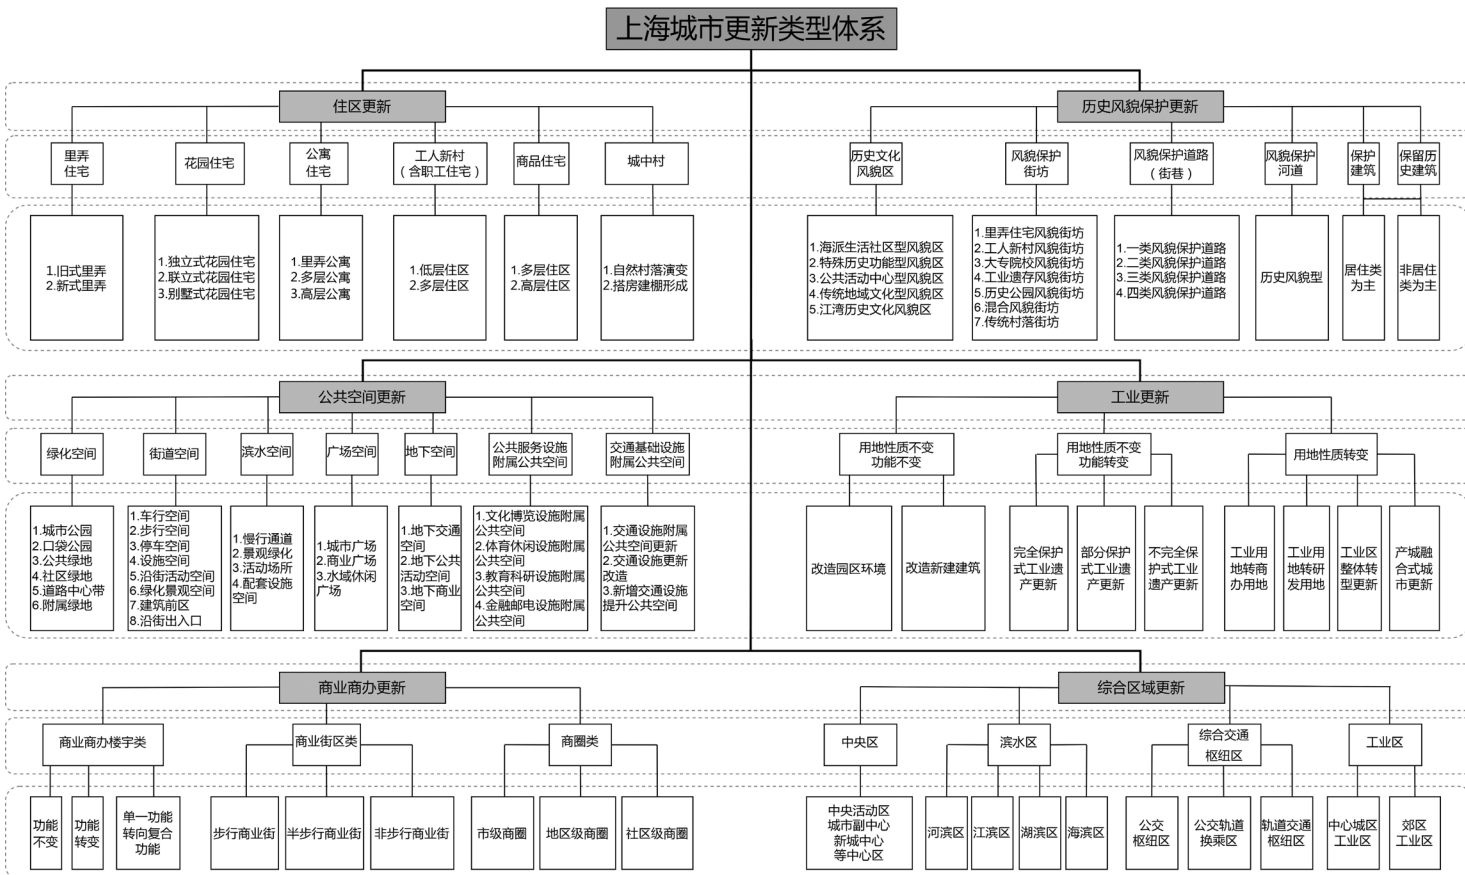 上海城市更新类型体系
住区更新
里弄
住宅
花园住宅
公寓
住宅
工人新村
（含职工住宅）
商品住宅
城中村
1.旧式里弄
2.新式里弄
1.独立式花园住宅
2.联立式花园住宅
3.别墅式花园住宅
1.里弄公寓
2.多层公寓
3.高层公寓
1.低层住区
2.多层住区
1.多层住区
2.高层住区
1.自然村落演变
2.搭房建棚形成
历史风貌保护更新
历史文化
风貌区
风貌保护
街坊
风貌保护道路
（街巷）
风貌保护
河道
保护
建筑
保留历
史建筑
1.海派生活社区型风貌区
2.特殊历史功能型风貌区
3.公共活动中心型风貌区
4.传统地域文化型风貌区
5.江湾历史文化风貌区
1.里弄住宅风貌街坊
2.工人新村风貌街坊
3.大专院校风貌街坊
4.工业遗存风貌街坊
5.历史公园风貌街坊
6.混合风貌街坊
7.传统村落街坊
1.一类风貌保护道路
2.二类风貌保护道路
3.三类风貌保护道路
4.四类风貌保护道路
历史风貌型
居住类
为主
非居住
类为主
公共空间更新
绿化空间
街道空间
滨水空间
广场空间
地下空间
公共服务设施
附属公共空间
交通基础设施
附属公共空间
1.城市公园
2.口袋公园
3.公共绿地
4.社区绿地
5.道路中心带
6.附属绿地
1.车行空间
2.步行空间
3.停车空间
4.设施空间
5.沿街活动空间
6.绿化景观空间
7.建筑前区
8.沿街出入口
1.慢行通道
2.景观绿化
3.活动场所
4.配套设施
空间
1.城市广场
2.商业广场
3.水域休闲
广场
1.地下交通
空间
2.地下公共
活动空间
3.地下商业
空间
1.文化博览设施附属
公共空间
2.体育休闲设施附属
公共空间
3.教育科研设施附属
公共空间
4.金融邮电设施附属
公共空间
1.交通设施附属
公共空间更新
2.交通设施更新
改造
3.新增交通设施
提升公共空间
工业更新
用地性质不变
功能不变
用地性质不变
功能转变
用地性质转变
改造园区环境
改造新建建筑
完全保护
式工业遗
产更新
部分保护
式工业遗
产更新
不完全保
护式工业
遗产更新
工业用
地转商
办用地
工业用
地转研
发用地
工业区
整体转
型更新
产城融
合式城
市更新
商业商办更新
商业商办楼宇类
商业街区类
商圈类
功能
不变
功能
转变
单一功能
转向复合
功能
步行商业街
半步行商业街
非步行商业街
市级商圈
地区级商圈
社区级商圈
综合区域更新
中央区
滨水区
综合交通
枢纽区
工业区
中央活动区
城市副中心
新城中心
等中心区
河滨区
江滨区
湖滨区
海滨区
公交
枢纽区
公交轨道
换乘区
轨道交通
枢纽区
中心城区
工业区
郊区
工业区